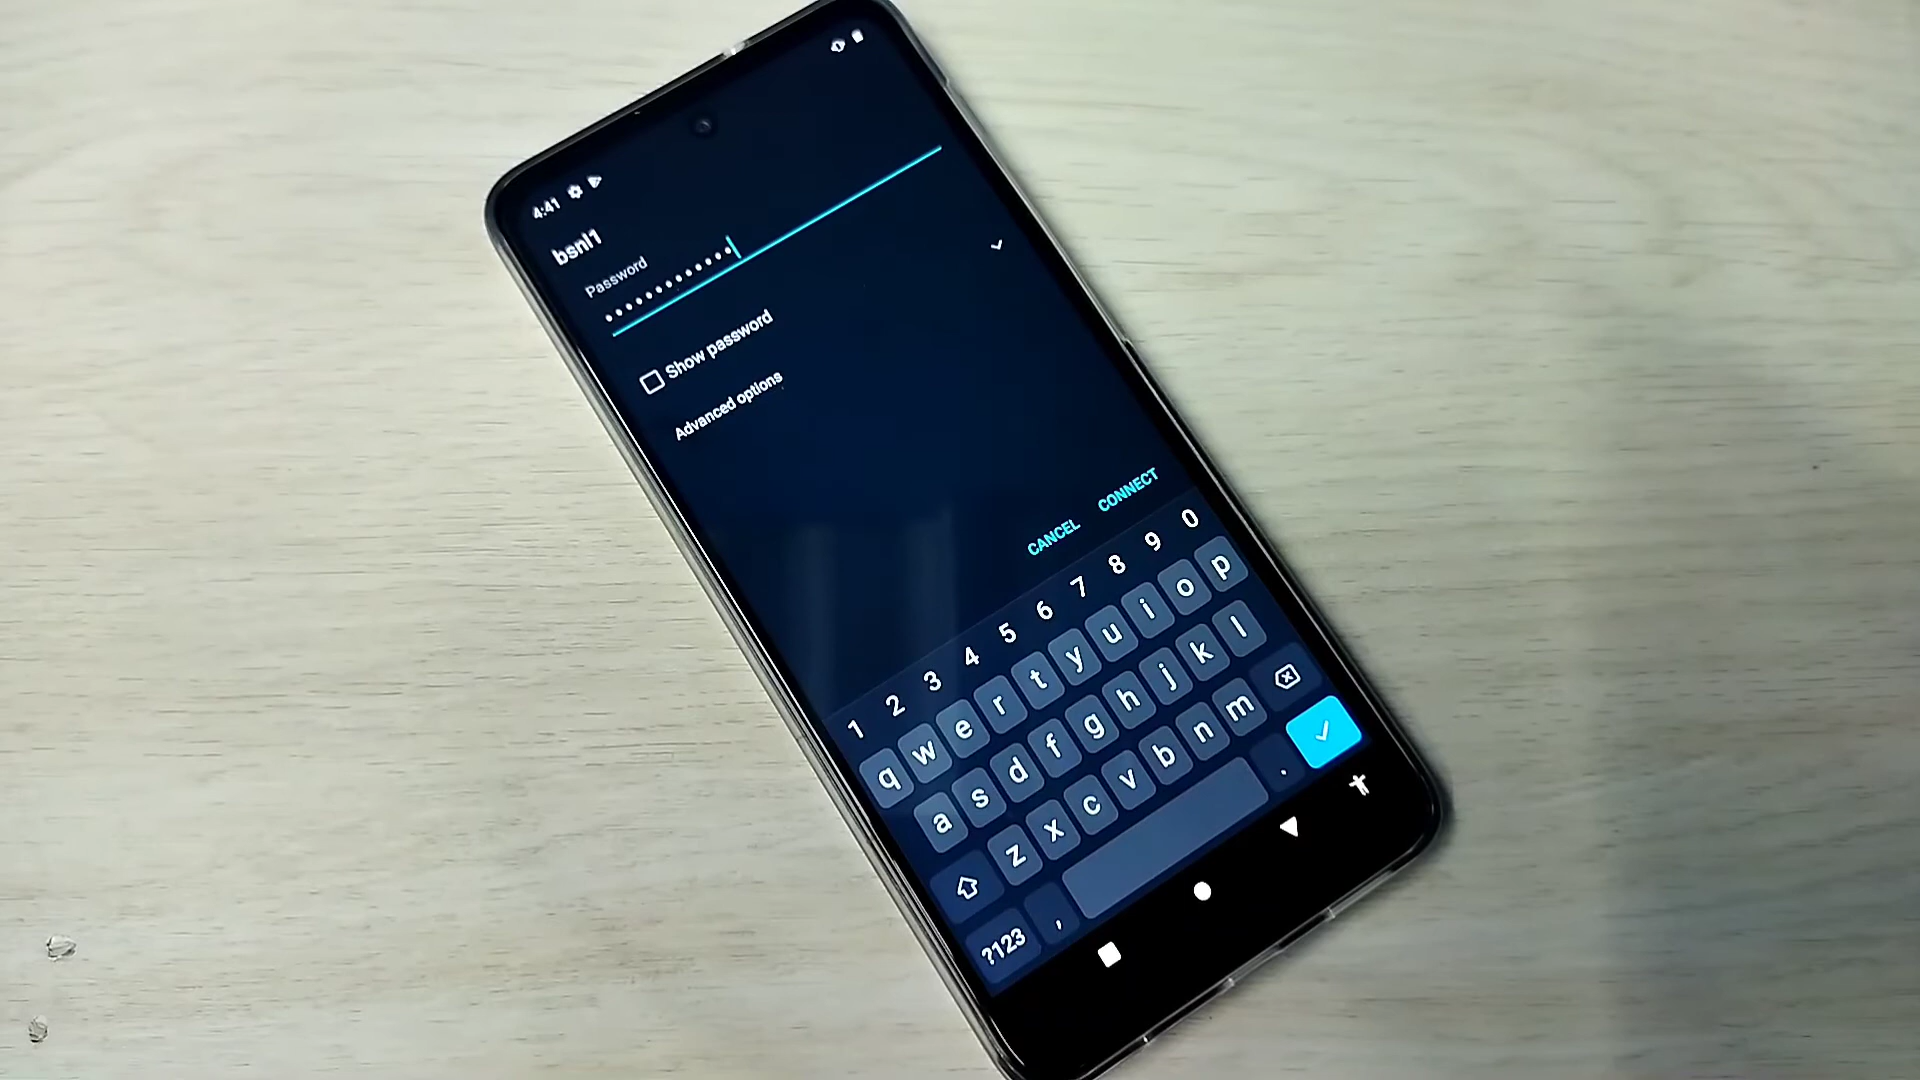 4:41
bsnl1
Password
•••••••••••••
Show password
Advanced options
CANCEL CONNECT
1 2 3 4 5 6 7 8 9 0
q w e r t y u i o p
a s d f g h j k l
z x c v b n m
?123 , .